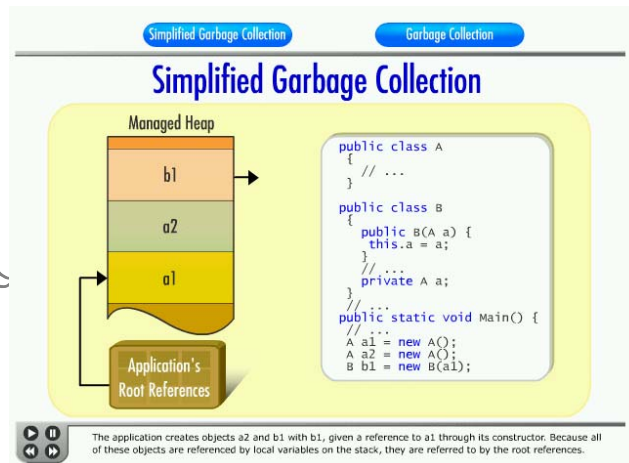 Simplified Garbage Collection
Garbage Collection
Simplified Garbage Collection
Managed Heap
b1
a2
a1
Application's
Root References
public class A
{
// ...
}
public class B
{
public B(A a) {
this.a = a;
}
// ...
private A a;
}
// ...
public static void Main() {
// ...
A a1 = new A();
A a2 = new A();
B b1 = new B(a1);
The application creates objects a2 and b1 with b1, given a reference to a1 through its constructor. Because all
of these objects are referenced by local variables on the stack, they are referred to by the root references.